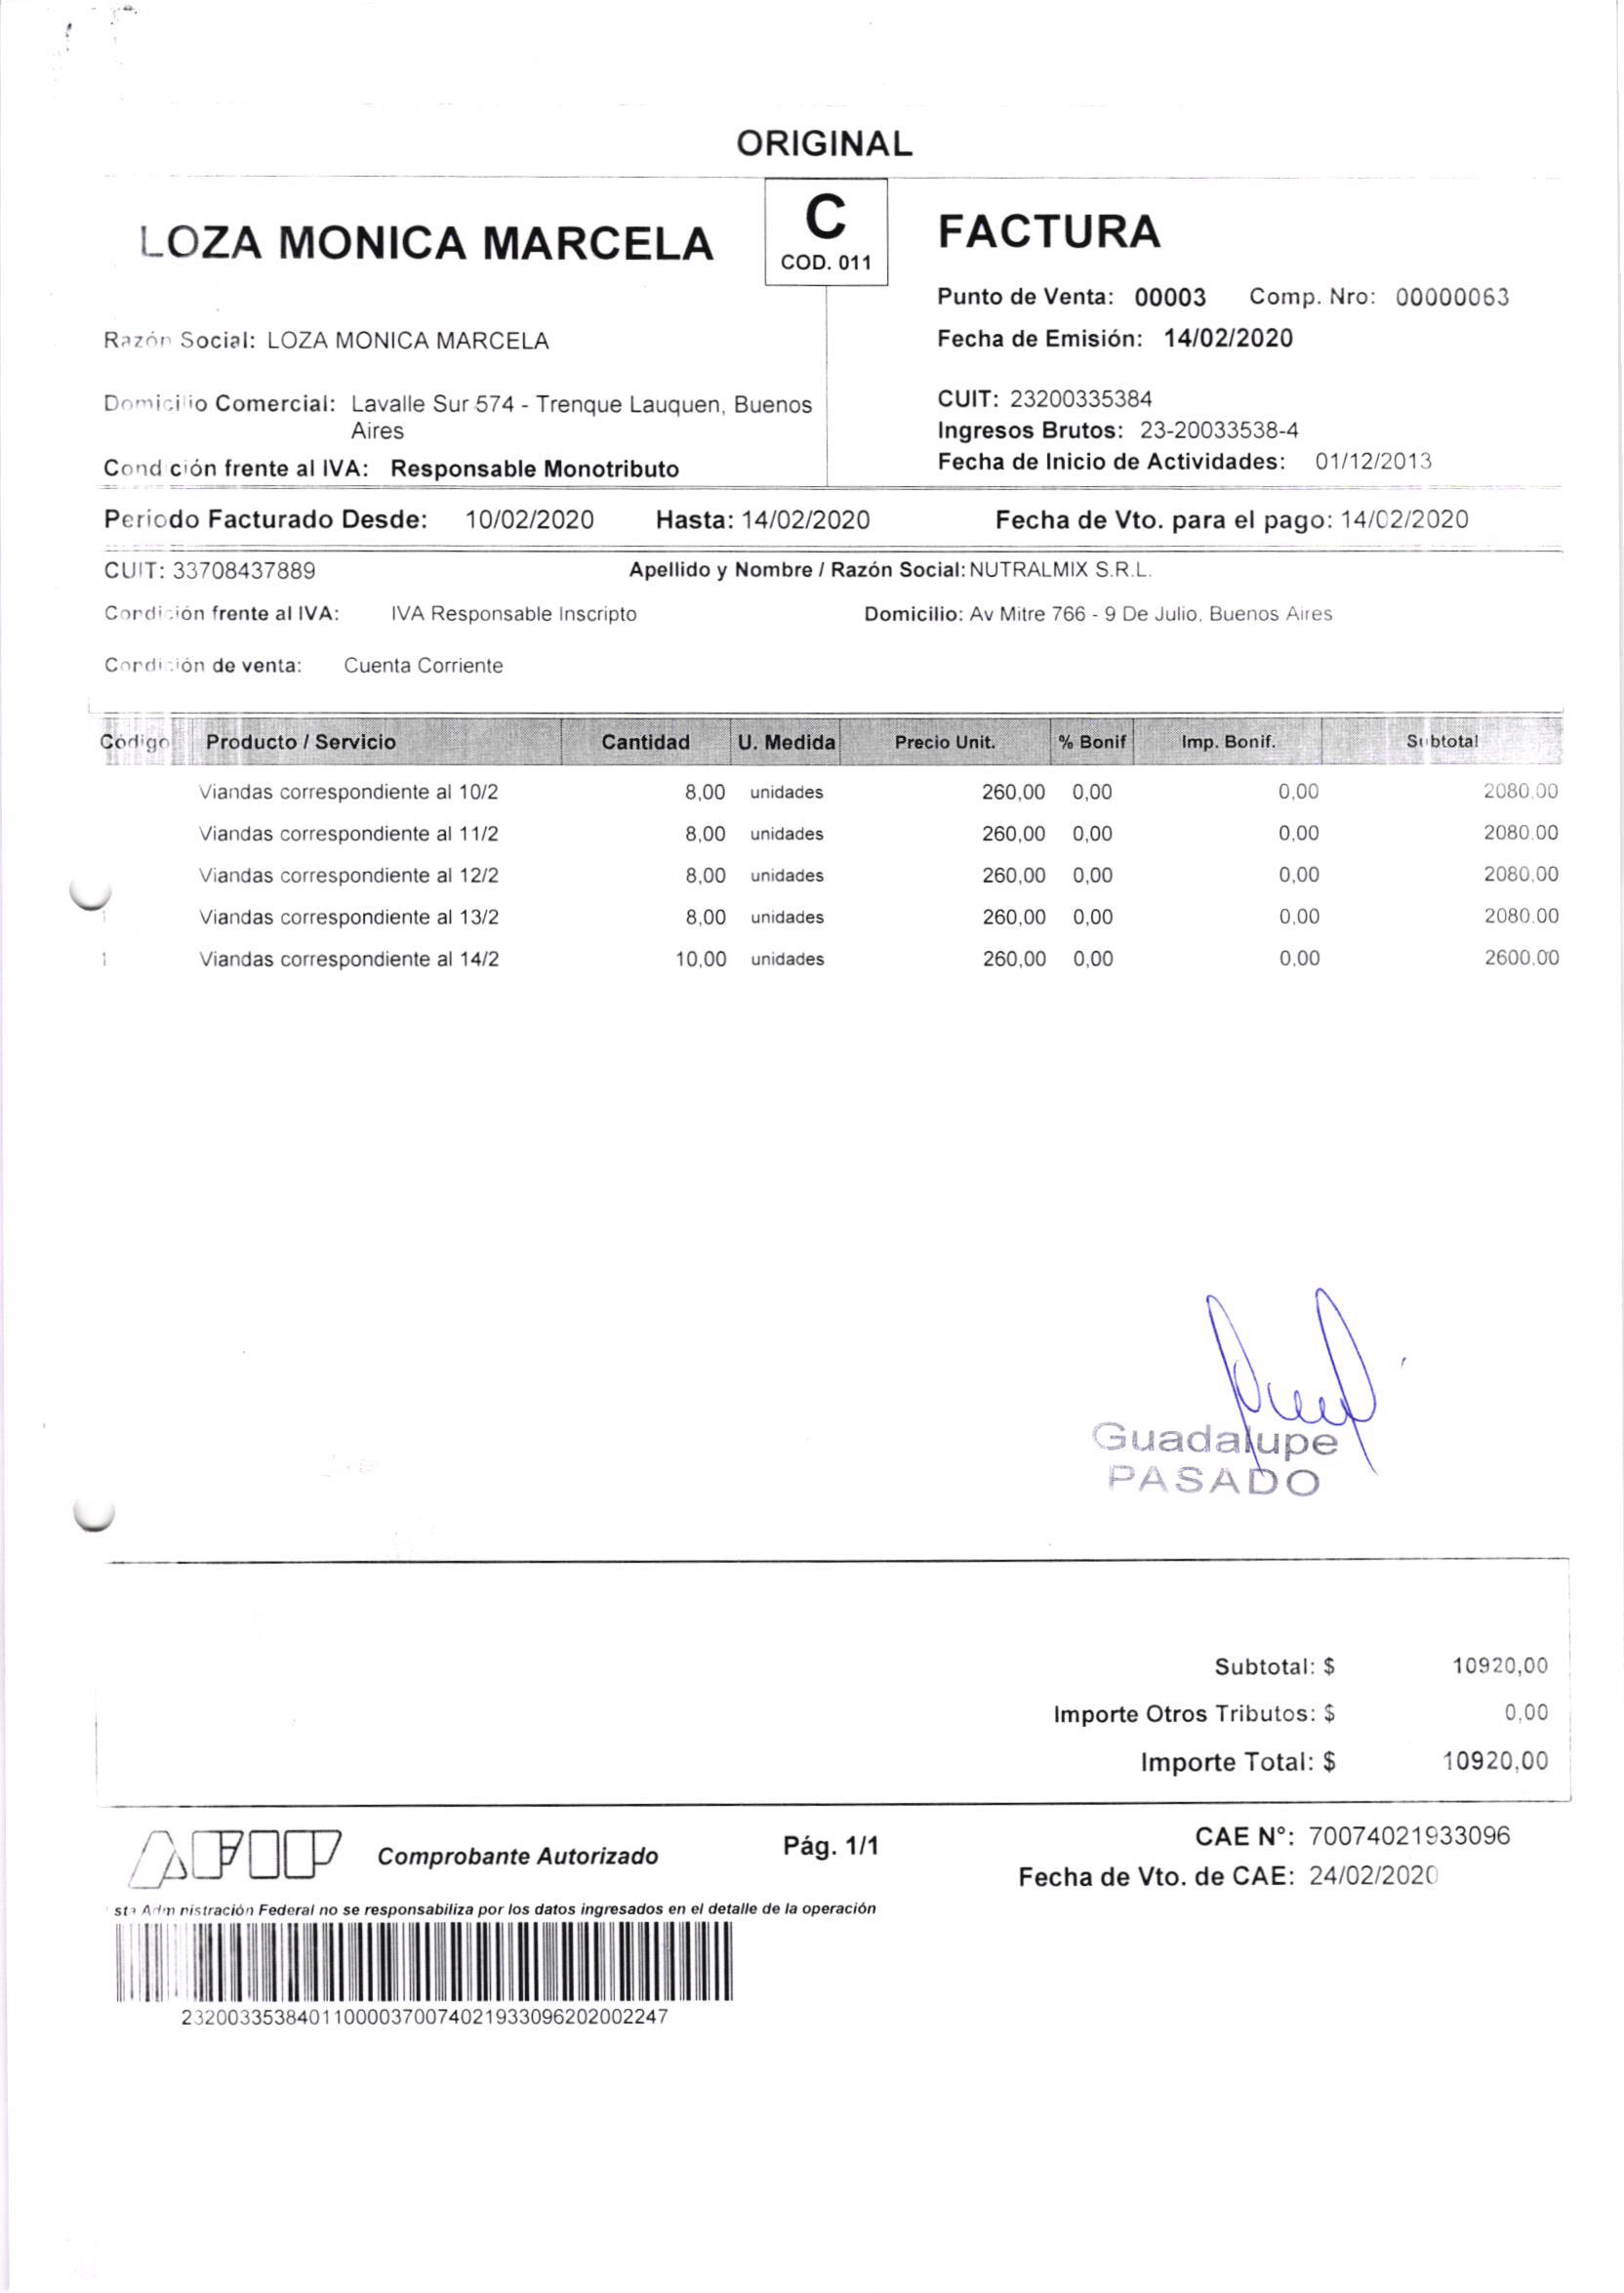 ORIGINAL
LOZA MONICA MARCELA
C
COD. 011
FACTURA
Punto de Venta: 00003 Comp. Nro: 00000063
Razón Social: LOZA MONICA MARCELA
Fecha de Emisión: 14/02/2020
Domicilio Comercial: Lavalle Sur 574 - Trenque Lauquen, Buenos
Aires
CUIT: 23200335384
Ingresos Brutos: 23-20033538-4
Condición frente al IVA: Responsable Monotributo
Fecha de Inicio de Actividades: 01/12/2013
Período Facturado Desde: 10/02/2020 Hasta: 14/02/2020 Fecha de Vto. para el pago: 14/02/2020
CUIT: 33708437889 Apellido y Nombre / Razón Social: NUTRALMIX S.R.L.
Condición frente al IVA: IVA Responsable Inscripto Domicilio: Av Mitre 766 - 9 De Julio, Buenos Aires
Condición de venta: Cuenta Corriente
Código Producto / Servicio Cantidad U. Medida Precio Unit. % Bonif Imp. Bonif. Subtotal
Viandas correspondiente al 10/2 8,00 unidades 260,00 0,00 0,00 2080,00
Viandas correspondiente al 11/2 8,00 unidades 260,00 0,00 0,00 2080,00
Viandas correspondiente al 12/2 8,00 unidades 260,00 0,00 0,00 2080,00
1 Viandas correspondiente al 13/2 8,00 unidades 260,00 0,00 0,00 2080,00
1 Viandas correspondiente al 14/2 10,00 unidades 260,00 0,00 0,00 2600,00
Guadalupe
PASADO
Subtotal: $ 10920,00
Importe Otros Tributos: $ 0,00
Importe Total: $ 10920,00
AFIP Comprobante Autorizado Pág. 1/1 CAE N°: 70074021933096
Fecha de Vto. de CAE: 24/02/2020
sta Administración Federal no se responsabiliza por los datos ingresados en el detalle de la operación
2320033538401100003700740219330962020022​47